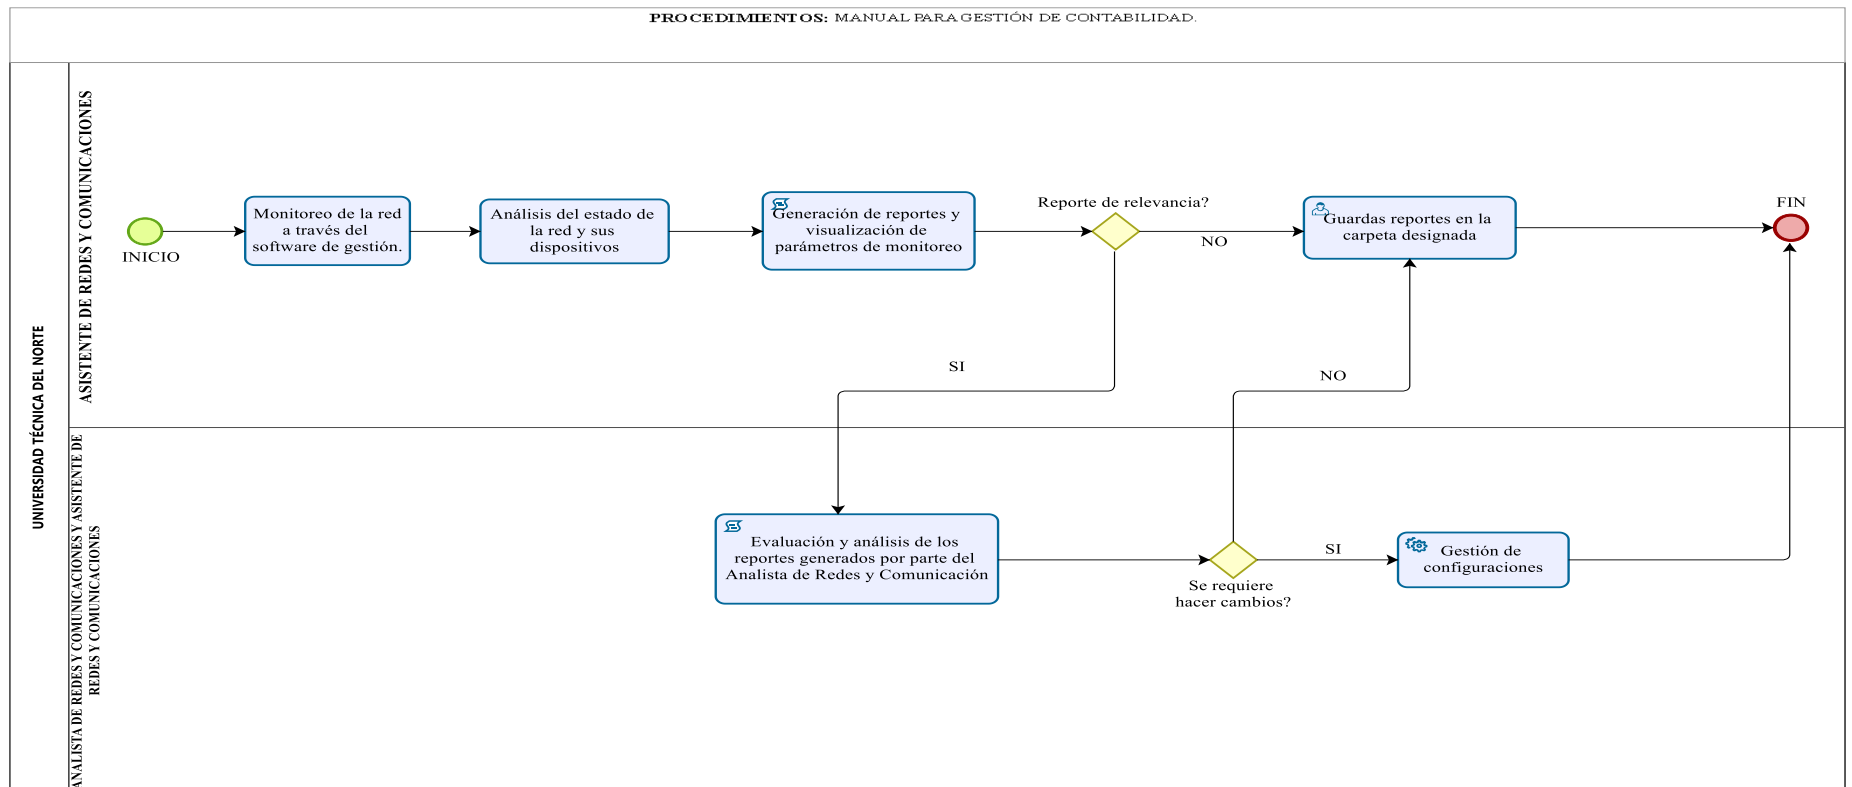 PROCEDIMIENTOS: MANUAL PARA GESTIÓN DE CONTABILIDAD.
UNIVERSIDAD TÉCNICA DEL NORTE
ASISTENTE DE REDES Y COMUNICACIONES
INICIO
Monitoreo de la red
a través del
software de gestión.
Análisis del estado de
la red y sus
dispositivos
Generación de reportes y
visualización de
parámetros de monitoreo
Reporte de relevancia?
NO
SI
Guardas reportes en la
carpeta designada
FIN
NO
ANALISTA DE REDES Y COMUNICACIONES Y ASISTENTE DE
REDES Y COMUNICACIONES
Evaluación y análisis de los
reportes generados por parte del
Analista de Redes y Comunicación
Se requiere
hacer cambios?
SI
Gestión de
configuraciones